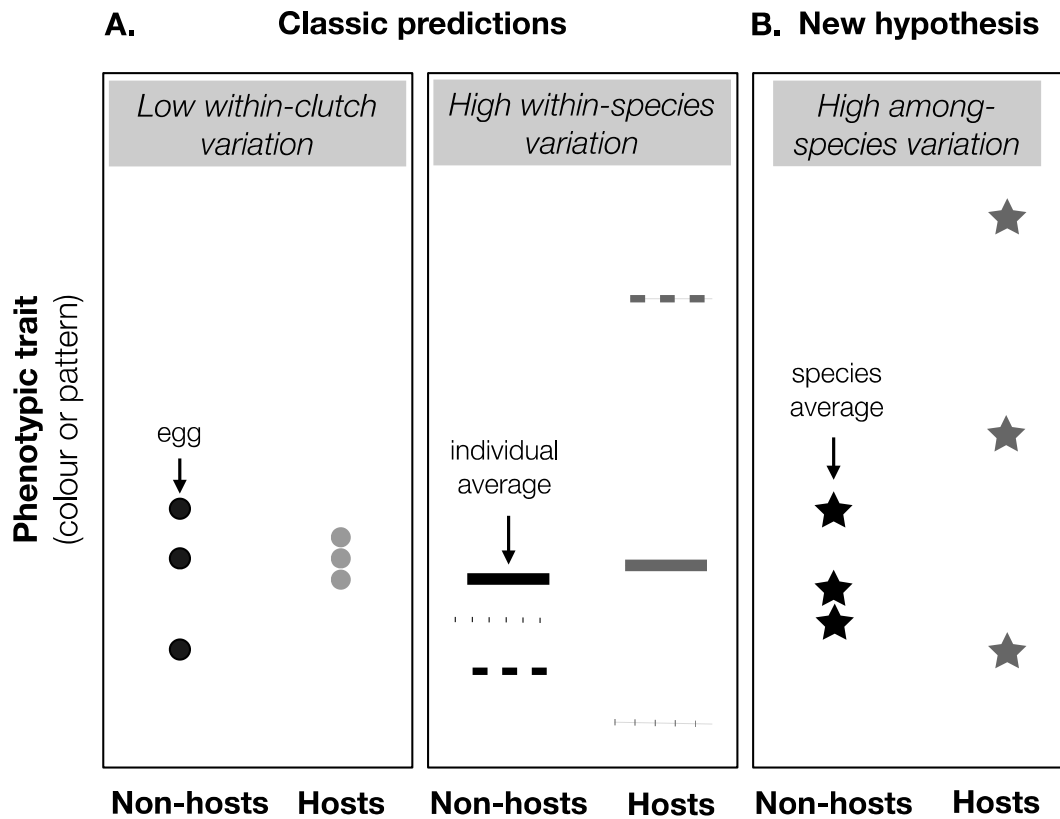 A. Classic predictions
B. New hypothesis
Low within-clutch
variation
High within-species
variation
High among-
species variation
Phenotypic trait
(colour or pattern)
egg
individual
average
species
average
Non-hosts Hosts
Non-hosts Hosts
Non-hosts Hosts